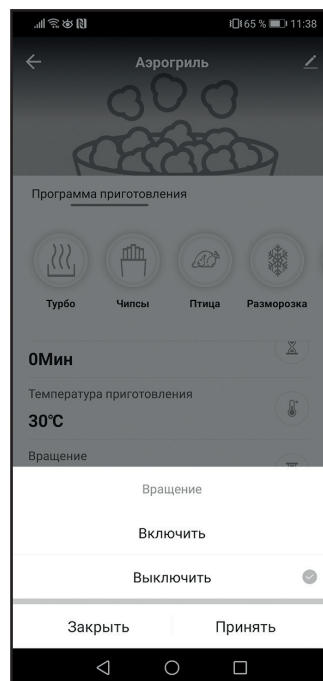 65 % 11:38
Аэрогриль
Программа приготовления
Турбо Чипсы Птица Разморозка
0Мин
Температура приготовления
30℃
Вращение
Вращение
Включить
Выключить
Закрыть Принять